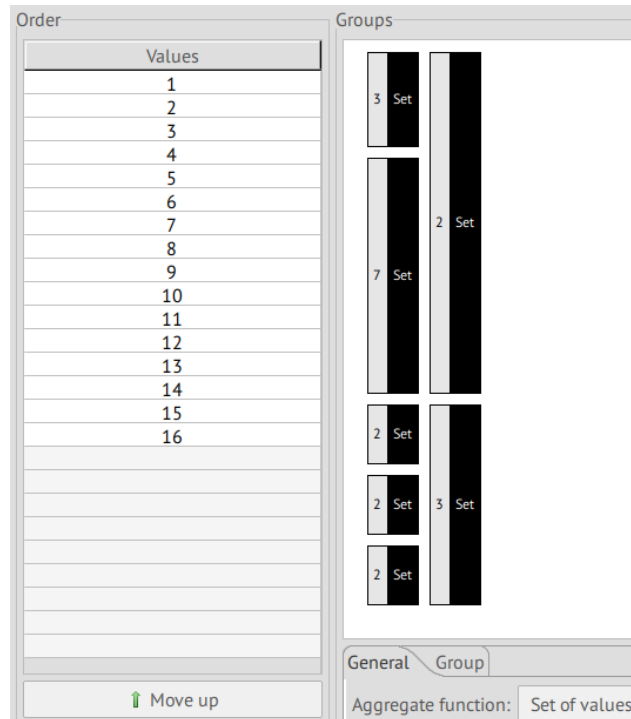 Order
Groups
Values
1
2
3
4
5
6
7
8
9
10
11
12
13
14
15
16
3 Set
2 Set
7 Set
2 Set
2 Set
3 Set
2 Set
General
Group
Move up
Aggregate function:
Set of values